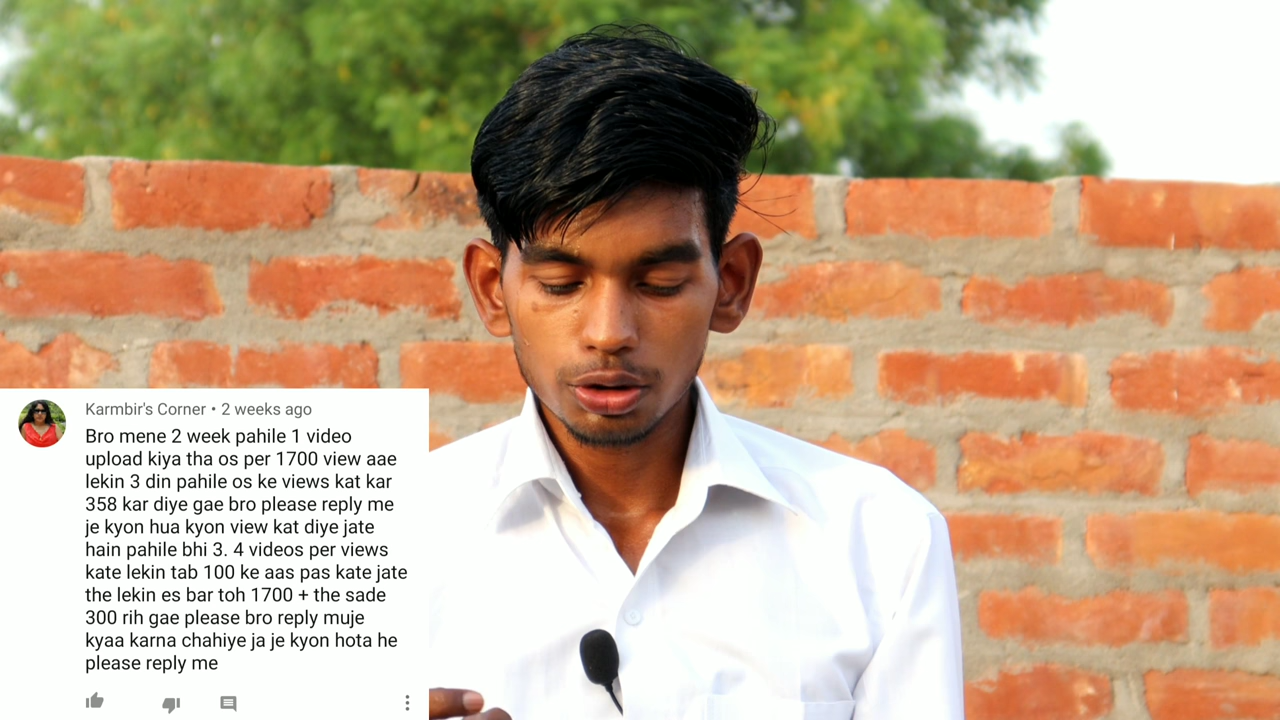 Karmbir's Corner • 2 weeks ago
Bro mene 2 week pahile 1 video
upload kiya tha os per 1700 view aae
lekin 3 din pahile os ke views kat kar
358 kar diye gae bro please reply me
je kyon hua kyon view kat diye jate
hain pahile bhi 3. 4 videos per views
kate lekin tab 100 ke aas pas kate jate
the lekin es bar toh 1700 + the sade
300 rih gae please bro reply muje
kyaa karna chahiye ja je kyon hota he
please reply me